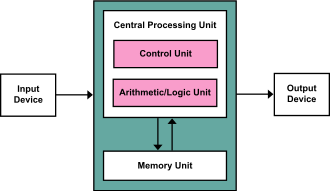 Central Processing Unit
Control Unit
Arithmetic/Logic Unit
Input
Device
Output
Device
Memory Unit